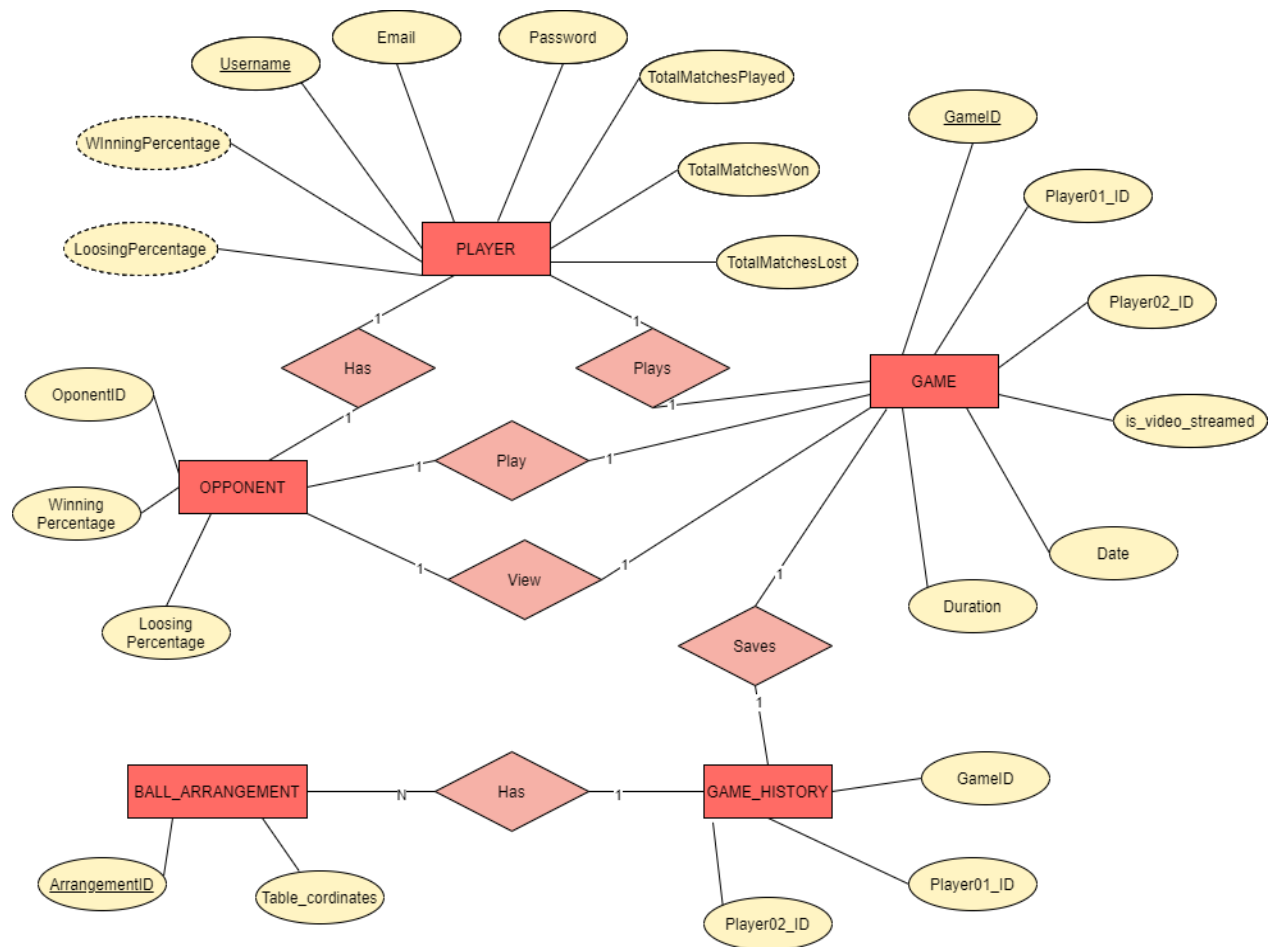 Email
Password
Username
TotalMatchesPlayed
GameID
WInningPercentage
TotalMatchesWon
Player01_ID
LoosingPercentage
PLAYER
TotalMatchesLost
Player02_ID
1
1
Has
Plays
GAME
OponentID
1
1
is_video_streamed
Play
1
1
OPPONENT
Winning
Percentage
View
1
1
Date
1
Duration
Loosing
Percentage
Saves
1
GameID
BALL_ARRANGEMENT
N
Has
1
GAME_HISTORY
ArrangementID
Table_cordinates
Player01_ID
Player02_ID